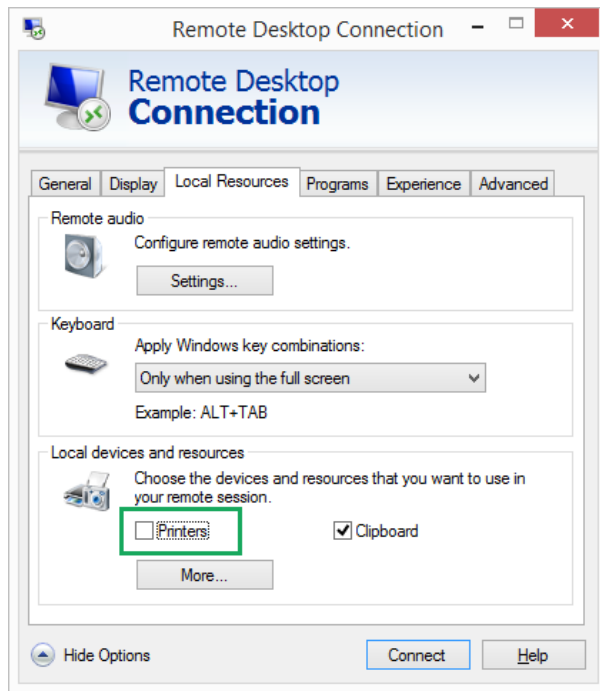 Remote Desktop Connection
Remote Desktop
Connection
General Display Local Resources Programs Experience Advanced
Remote audio
Configure remote audio settings.
Settings...
Keyboard
Apply Windows key combinations:
Only when using the full screen
Example: ALT+TAB
Local devices and resources
Choose the devices and resources that you want to use in
your remote session.
Printers Clipboard
More...
Hide Options Connect Help